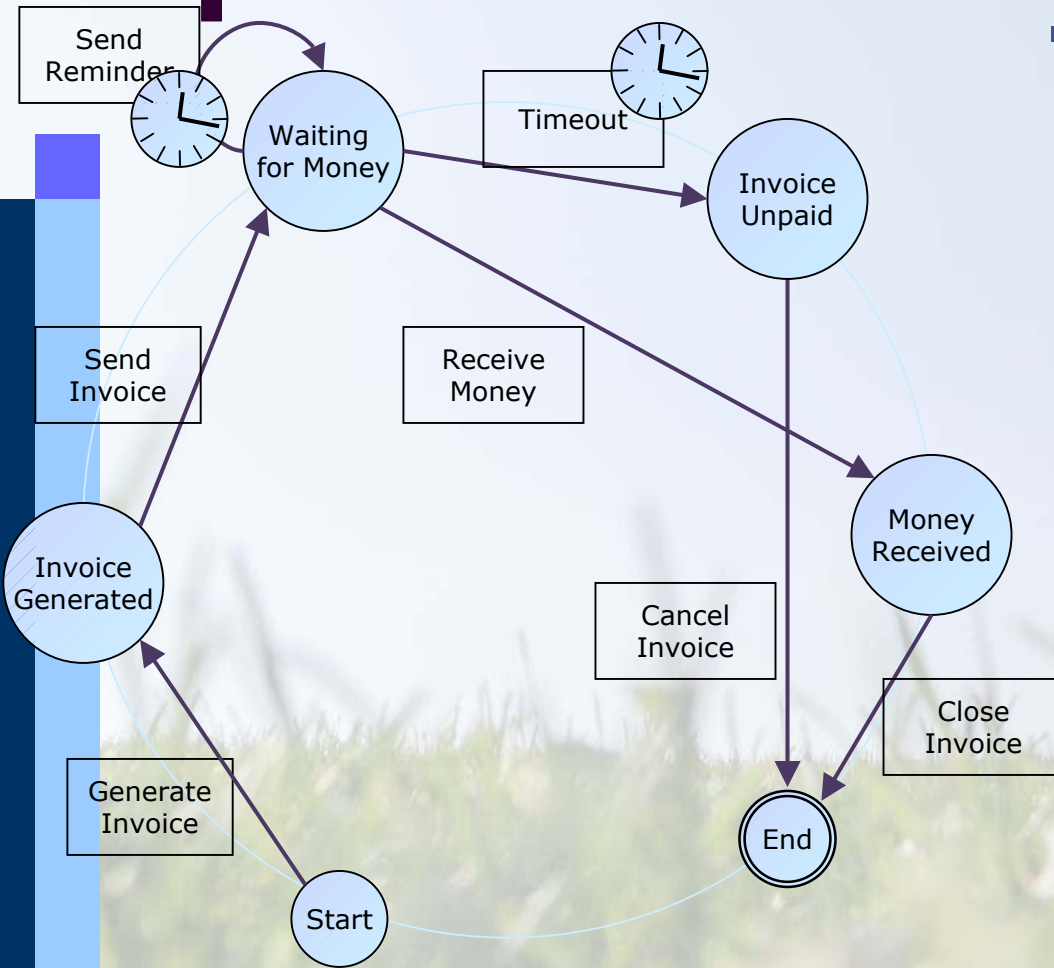 Send
Reminder
Timeout
Waiting
for Money
Invoice
Unpaid
Send
Invoice
Receive
Money
Money
Received
Invoice
Generated
Cancel
Invoice
Close
Invoice
Generate
Invoice
End
Start